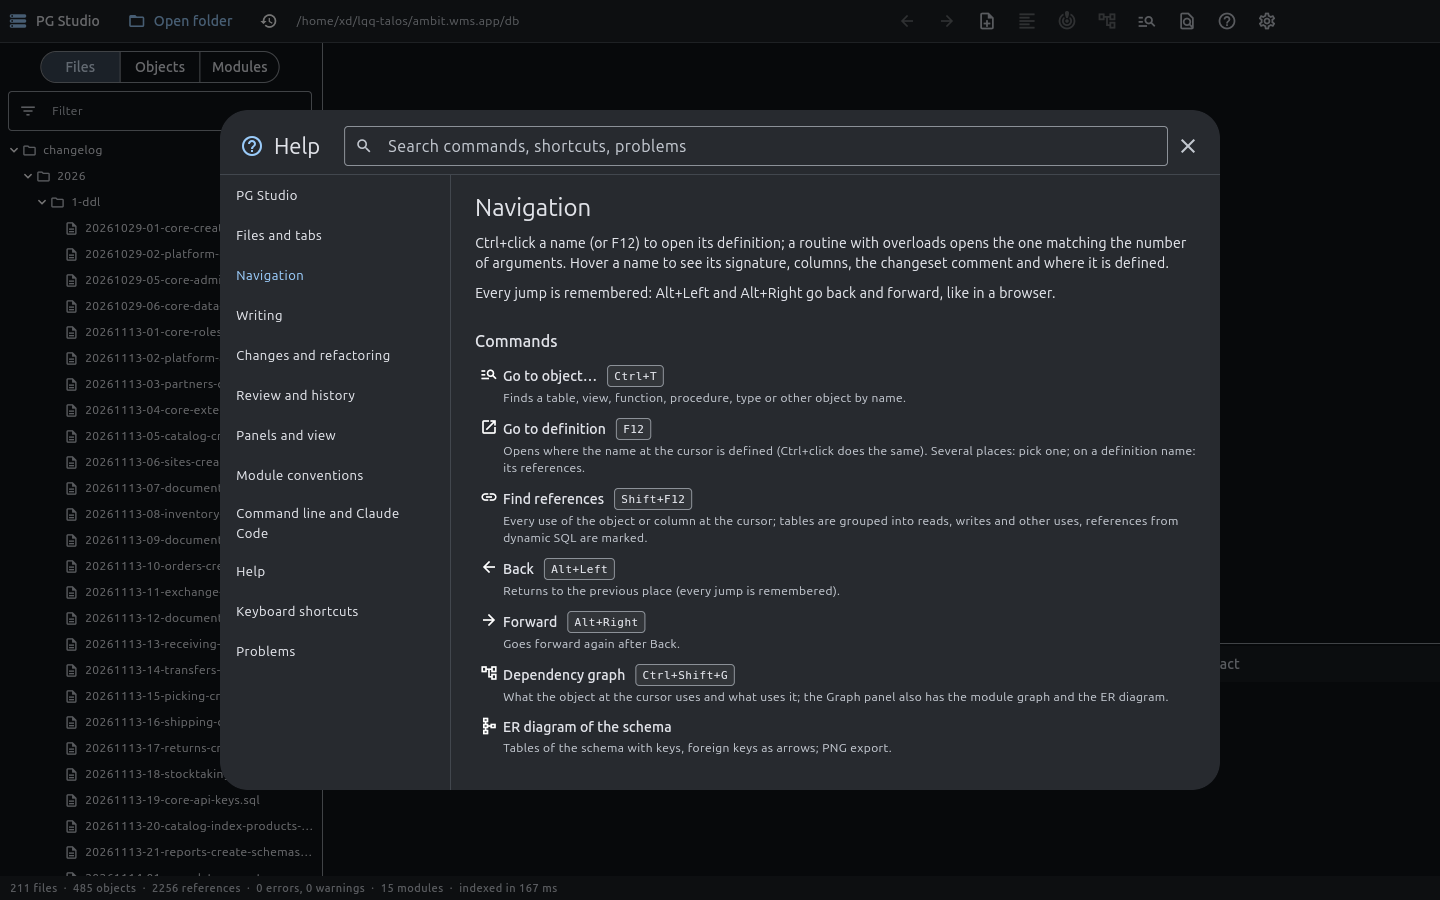 PG Studio
Open folder
/home/xd/lqq-talos/ambit.wms.app/db
Files
Objects
Modules
Filter
changelog
2026
1-ddl
20261029-01-core-creat
20261029-02-platform-
20261029-05-core-admi
20261029-06-core-data
20261113-01-core-roles
20261113-02-platform-
20261113-03-partners-c
20261113-04-core-exte
20261113-05-catalog-cr
20261113-06-sites-crea
20261113-07-document
20261113-08-inventory
20261113-09-document
20261113-10-orders-cre
20261113-11-exchange
20261113-12-document
20261113-13-receiving-
20261113-14-transfers-
20261113-15-picking-cr
20261113-16-shipping-c
20261113-17-returns-cr
20261113-18-stocktakin
20261113-19-core-api-keys.sql
20261113-20-catalog-index-products-...
20261113-21-reports-create-schemas...
Help
Search commands, shortcuts, problems
PG Studio
Files and tabs
Navigation
Writing
Changes and refactoring
Review and history
Panels and view
Module conventions
Command line and Claude
Code
Help
Keyboard shortcuts
Problems
Navigation
Ctrl+click a name (or F12) to open its definition; a routine with overloads opens the one matching the number
of arguments. Hover a name to see its signature, columns, the changeset comment and where it is defined.
Every jump is remembered: Alt+Left and Alt+Right go back and forward, like in a browser.
Commands
Go to object... Ctrl+T
Finds a table, view, function, procedure, type or other object by name.
Go to definition F12
Opens where the name at the cursor is defined (Ctrl+click does the same). Several places: pick one; on a definition name:
its references.
Find references Shift+F12
Every use of the object or column at the cursor; tables are grouped into reads, writes and other uses, references from
dynamic SQL are marked.
Back Alt+Left
Returns to the previous place (every jump is remembered).
Forward Alt+Right
Goes forward again after Back.
Dependency graph Ctrl+Shift+G
What the object at the cursor uses and what uses it; the Graph panel also has the module graph and the ER diagram.
ER diagram of the schema
Tables of the schema with keys, foreign keys as arrows; PNG export.
act
211 files · 485 objects · 2256 references · 0 errors, 0 warnings · 15 modules · indexed in 167 ms